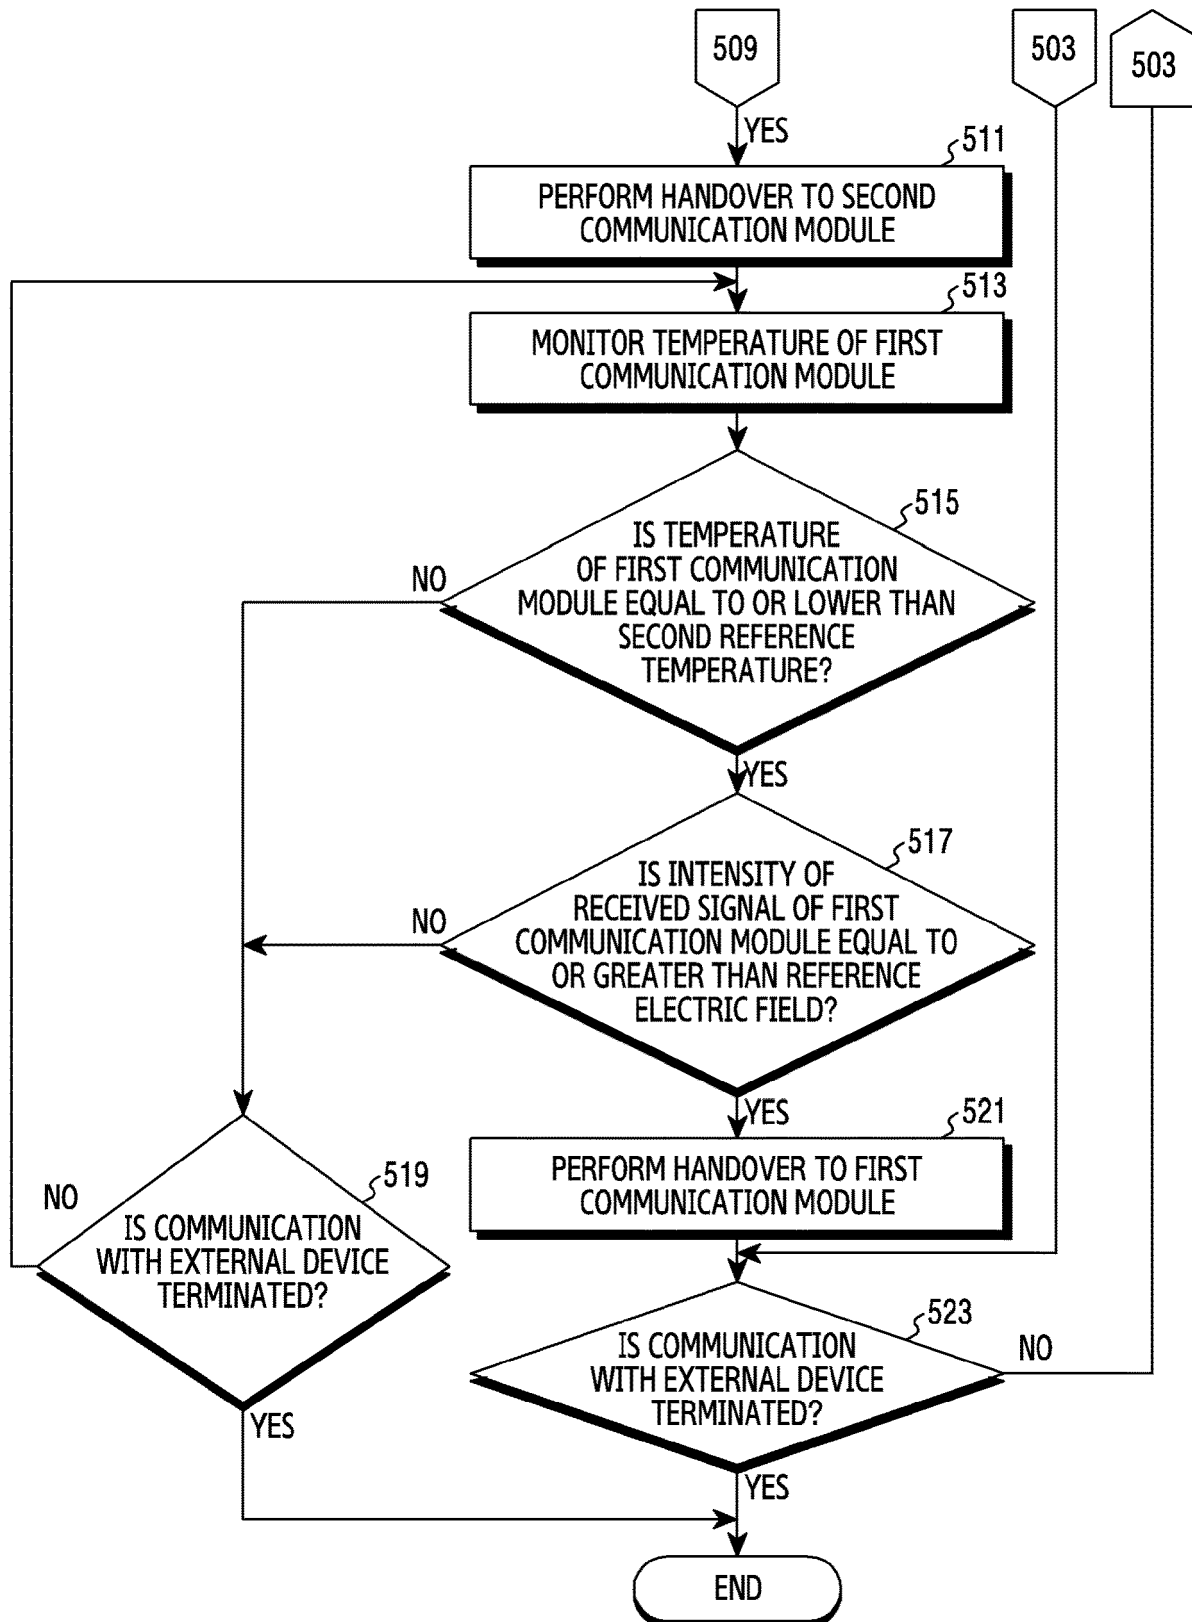 509
503
503
YES
511
PERFORM HANDOVER TO SECOND
COMMUNICATION MODULE
513
MONITOR TEMPERATURE OF FIRST
COMMUNICATION MODULE
515
IS TEMPERATURE
OF FIRST COMMUNICATION
MODULE EQUAL TO OR LOWER THAN
SECOND REFERENCE
TEMPERATURE?
NO
YES
517
IS INTENSITY OF
RECEIVED SIGNAL OF FIRST
COMMUNICATION MODULE EQUAL TO
OR GREATER THAN REFERENCE
ELECTRIC FIELD?
NO
YES
521
PERFORM HANDOVER TO FIRST
COMMUNICATION MODULE
519
NO
IS COMMUNICATION
WITH EXTERNAL DEVICE
TERMINATED?
YES
523
IS COMMUNICATION
WITH EXTERNAL DEVICE
TERMINATED?
NO
YES
END